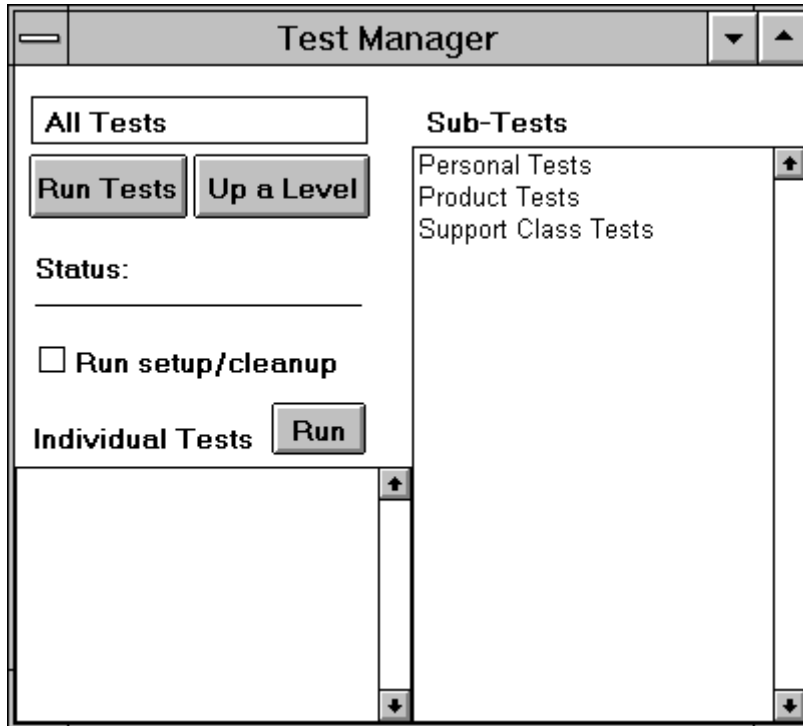 Test Manager
All Tests
Run Tests
Up a Level
Status:
Run setup/cleanup
Individual Tests
Run
Sub-Tests
Personal Tests
Product Tests
Support Class Tests